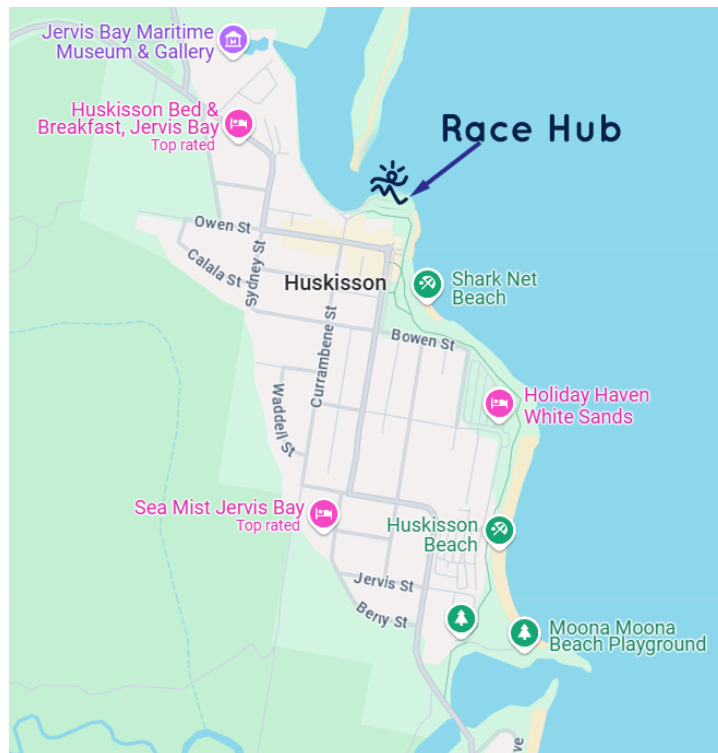 Jervis Bay Maritime
Museum & Gallery
Huskisson Bed &
Breakfast, Jervis Bay
Top rated
Race Hub
Owen St
Calala St
Sydney St
Huskisson
Shark Net
Beach
Bowen St
Currambene St
Waddell St
Holiday Haven
White Sands
Sea Mist Jervis Bay
Top rated
Huskisson
Beach
Jervis St
Berry St
Moona Moona
Beach Playground
ve